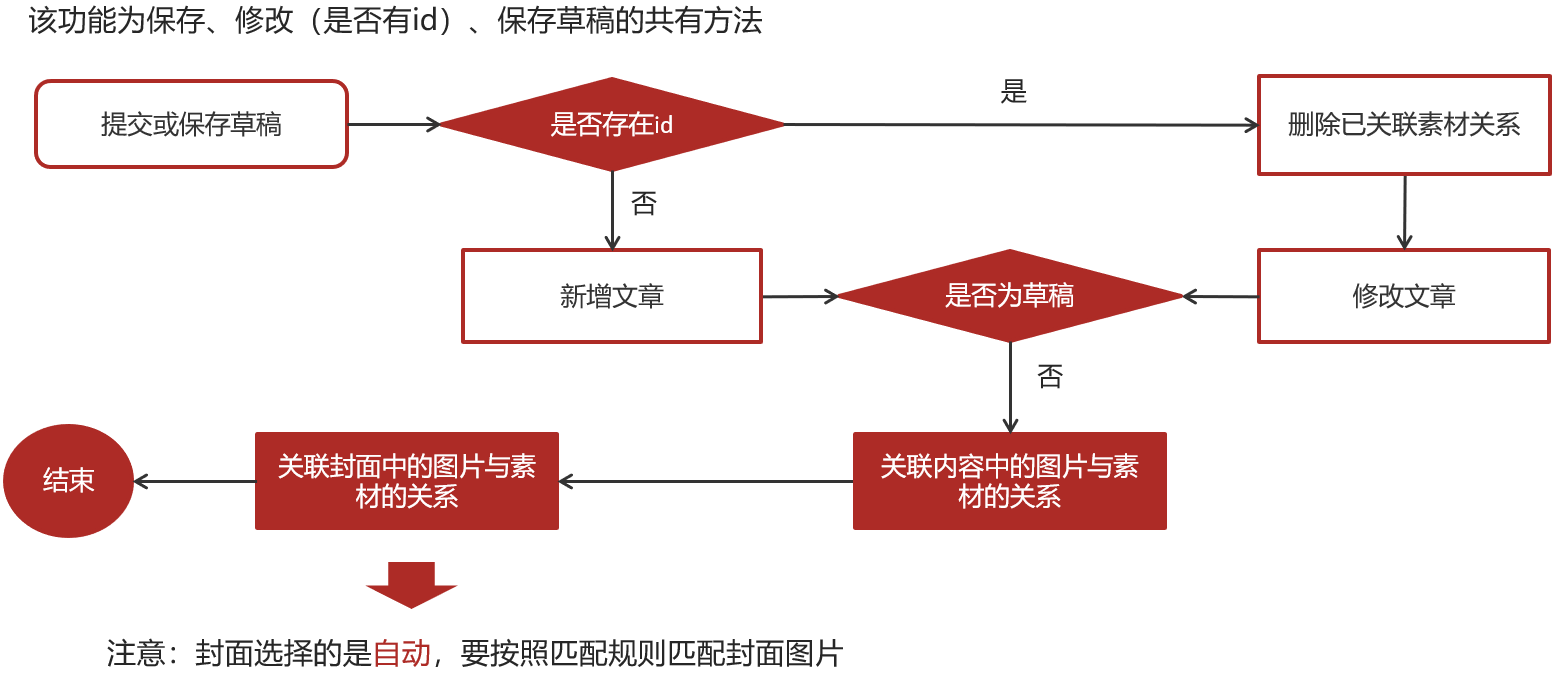 该功能为保存、修改（是否有id）、保存草稿的共有方法
提交或保存草稿
是否存在id
是
删除已关联素材关系
否
新增文章
是否为草稿
修改文章
否
结束
关联封面中的图片与素
材的关系
关联内容中的图片与素
材的关系
注意：封面选择的是自动，要按照匹配规则匹配封面图片